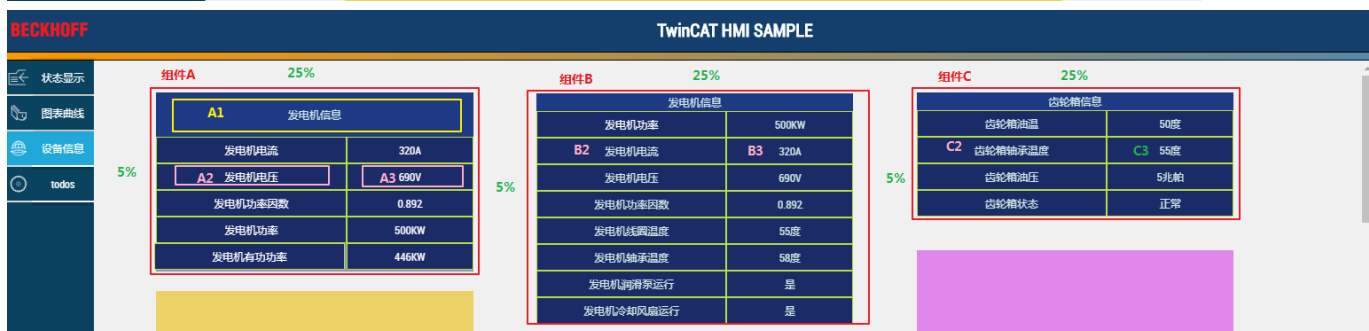 BECKHOFF
TwinCAT HMI SAMPLE
状态显示
图表曲线
设备信息
todos
组件A 25%
5%
A1 发电机信息
发电机电流 320A
A2 发电机电压 A3 690V
发电机功率因数 0.892
发电机功率 500KW
发电机有功功率 446KW
组件B 25%
5%
发电机信息
发电机功率 500KW
B2 发电机电流 B3 320A
发电机电压 690V
发电机功率因数 0.892
发电机线圈温度 55度
发电机轴承温度 58度
发电机润滑泵运行 是
发电机冷却风扇运行 是
组件C 25%
5%
齿轮箱信息
齿轮箱油温 50度
C2 齿轮箱轴承温度 C3 55度
齿轮箱油压 5兆帕
齿轮箱状态 正常